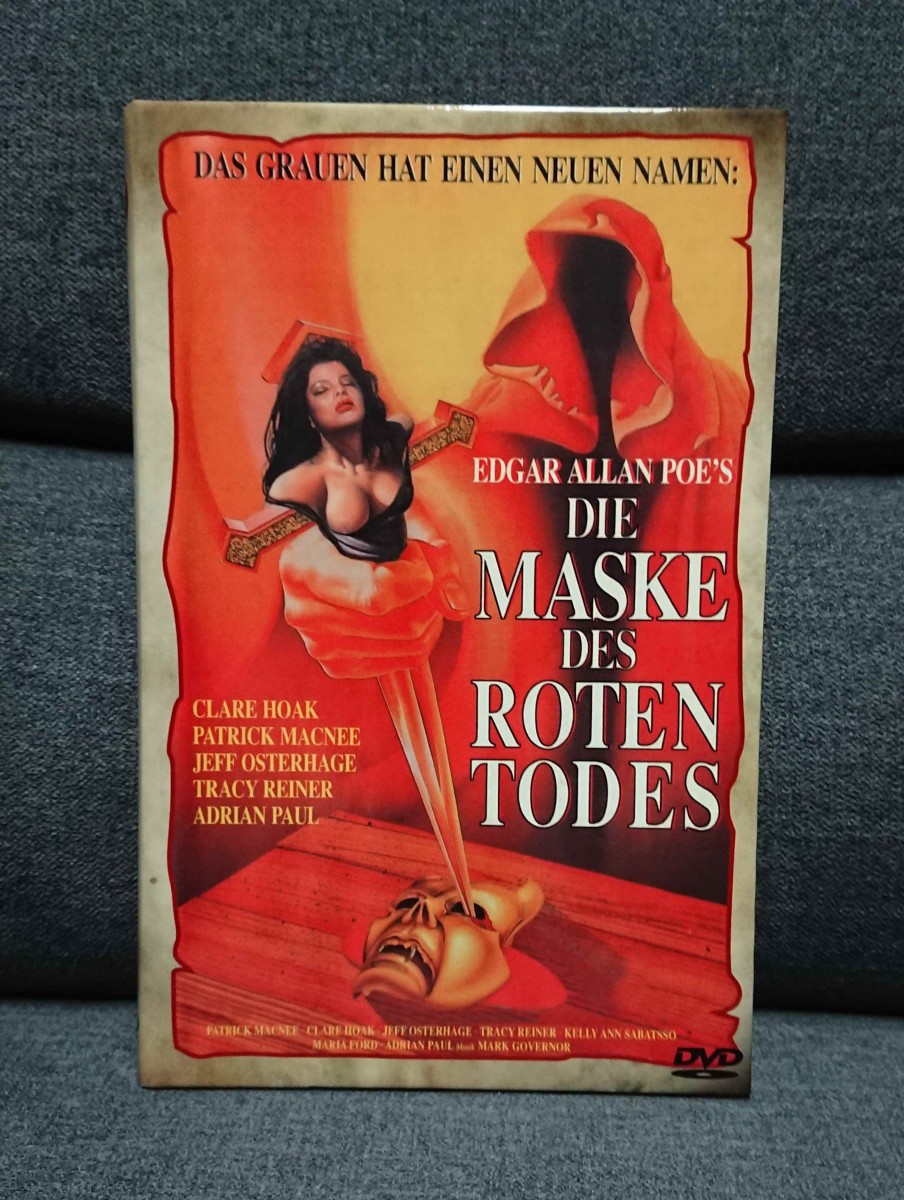 DAS GRAUEN HAT EINEN NEUEN NAMEN:
EDGAR ALLAN POE'S
DIE
MASKE
DES
ROTEN
TODES
CLARE HOAK
PATRICK MACNEE
JEFF OSTERHAGE
TRACY REINER
ADRIAN PAUL
PATRICK MACNEE · CLARE HOAK · JEFF OSTERHAGE · TRACY REINER · KELLY ANN SABATSSO
MARIA FORD · ADRIAN PAUL Musik MARK GOVERNOR
DVD